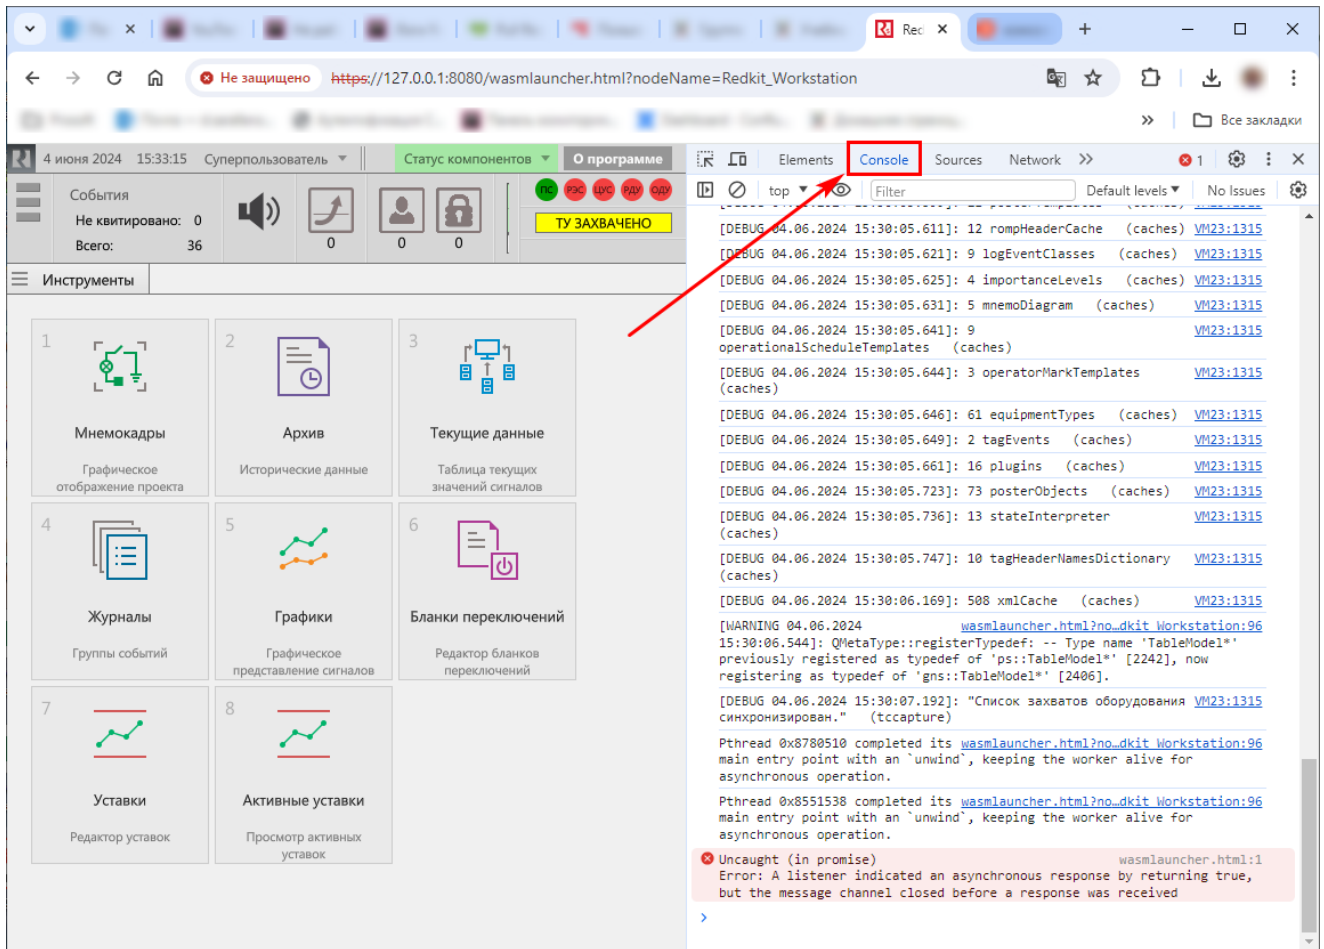 Rec
Не защищено https://127.0.0.1:8080/wasmlauncher.html?nodeName=Redkit_Workstation
Все закладки
4 июня 2024 15:33:15 Суперпользователь Статус компонентов О программе
События
Не квитировано: 0
Всего: 36
0
0
0
ПС РЭС ЦУС РДУ ОДУ
ТУ ЗАХВАЧЕНО
Инструменты
1
Мнемокадры
Графическое
отображение проекта
2
Архив
Исторические данные
3
Текущие данные
Таблица текущих
значений сигналов
4
Журналы
Группы событий
5
Графики
Графическое
представление сигналов
6
Бланки переключений
Редактор бланков
переключений
7
Уставки
Редактор уставок
8
Активные уставки
Просмотр активных
уставок
Elements Console Sources Network 1
top Filter Default levels No Issues
[DEBUG 04.06.2024 15:30:05.611]: 12 rompHeaderCache (caches) VM23:1315
[DEBUG 04.06.2024 15:30:05.621]: 9 logEventClasses (caches) VM23:1315
[DEBUG 04.06.2024 15:30:05.625]: 4 importanceLevels (caches) VM23:1315
[DEBUG 04.06.2024 15:30:05.631]: 5 mnemoDiagram (caches) VM23:1315
[DEBUG 04.06.2024 15:30:05.641]: 9 VM23:1315
operationalScheduleTemplates (caches)
[DEBUG 04.06.2024 15:30:05.644]: 3 operatorMarkTemplates VM23:1315
(caches)
[DEBUG 04.06.2024 15:30:05.646]: 61 equipmentTypes (caches) VM23:1315
[DEBUG 04.06.2024 15:30:05.649]: 2 tagEvents (caches) VM23:1315
[DEBUG 04.06.2024 15:30:05.661]: 16 plugins (caches) VM23:1315
[DEBUG 04.06.2024 15:30:05.723]: 73 posterObjects (caches) VM23:1315
[DEBUG 04.06.2024 15:30:05.736]: 13 stateInterpreter VM23:1315
(caches)
[DEBUG 04.06.2024 15:30:05.747]: 10 tagHeaderNamesDictionary VM23:1315
(caches)
[DEBUG 04.06.2024 15:30:06.169]: 508 xmlCache (caches) VM23:1315
[WARNING 04.06.2024 wasmlauncher.html?no…dkit_Workstation:96
15:30:06.544]: QMetaType::registerTypedef: -- Type name 'TableModel*'
previously registered as typedef of 'ps::TableModel*' [2242], now
registering as typedef of 'gns::TableModel*' [2406].
[DEBUG 04.06.2024 15:30:07.192]: "Список захватов оборудования VM23:1315
синхронизирован." (tccapture)
Pthread 0x8780510 completed its wasmlauncher.html?no…dkit_Workstation:96
main entry point with an `unwind`, keeping the worker alive for
asynchronous operation.
Pthread 0x8551538 completed its wasmlauncher.html?no…dkit_Workstation:96
main entry point with an `unwind`, keeping the worker alive for
asynchronous operation.
Uncaught (in promise) wasmlauncher.html:1
Error: A listener indicated an asynchronous response by returning true,
but the message channel closed before a response was received